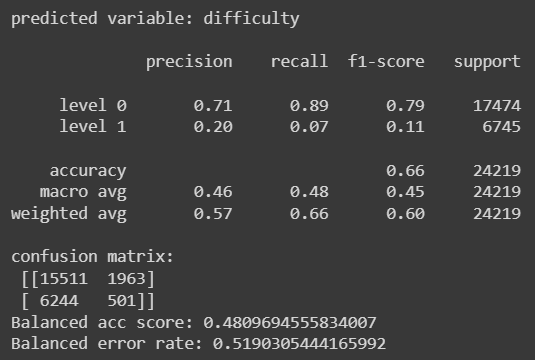 predicted variable: difficulty
precision recall f1-score support
level 0 0.71 0.89 0.79 17474
level 1 0.20 0.07 0.11 6745
accuracy 0.66 24219
macro avg 0.46 0.48 0.45 24219
weighted avg 0.57 0.66 0.60 24219
confusion matrix:
[[15511 1963]
[ 6244 501]]
Balanced acc score: 0.4809694555834007
Balanced error rate: 0.5190305444165992